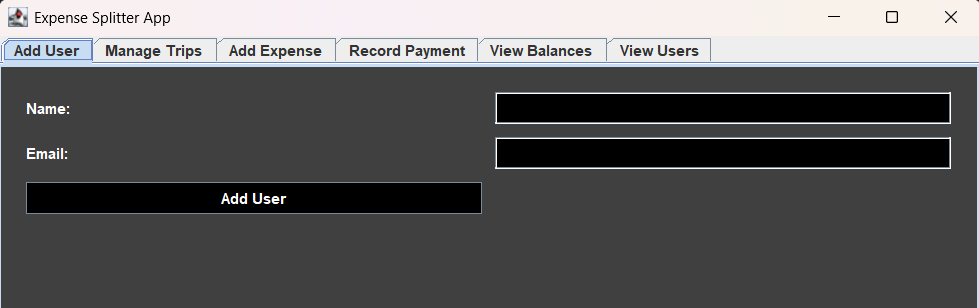 Expense Splitter App
Add User Manage Trips Add Expense Record Payment View Balances View Users
Name:
Email:
Add User